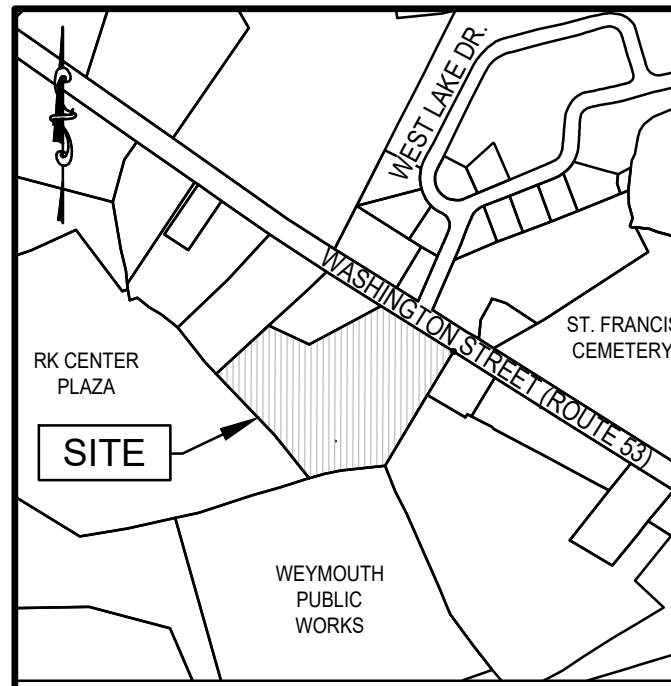 WEST LAKE DR.
WASHINGTON STREET (ROUTE 53)
ST. FRANCIS
CEMETERY
RK CENTER
PLAZA
SITE
WEYMOUTH
PUBLIC
WORKS